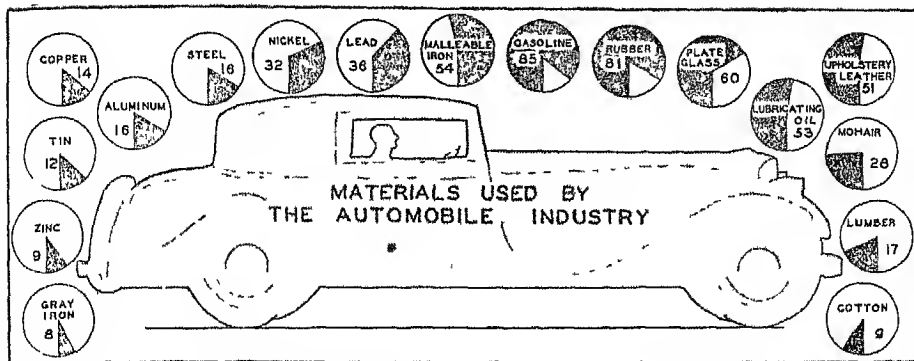 COPPER
14
ALUMINUM
16
TIN
12
ZINC
9
GRAY
IRON
8
STEEL
16
NICKEL
32
LEAD
36
MALLEABLE
IRON
54
GASOLINE
85
RUBBER
81
PLATE
GLASS
60
LUBRICATING
OIL
53
UPHOLSTERY
LEATHER
51
MOHAIR
28
LUMBER
17
COTTON
9
MATERIALS USED BY
THE AUTOMOBILE INDUSTRY